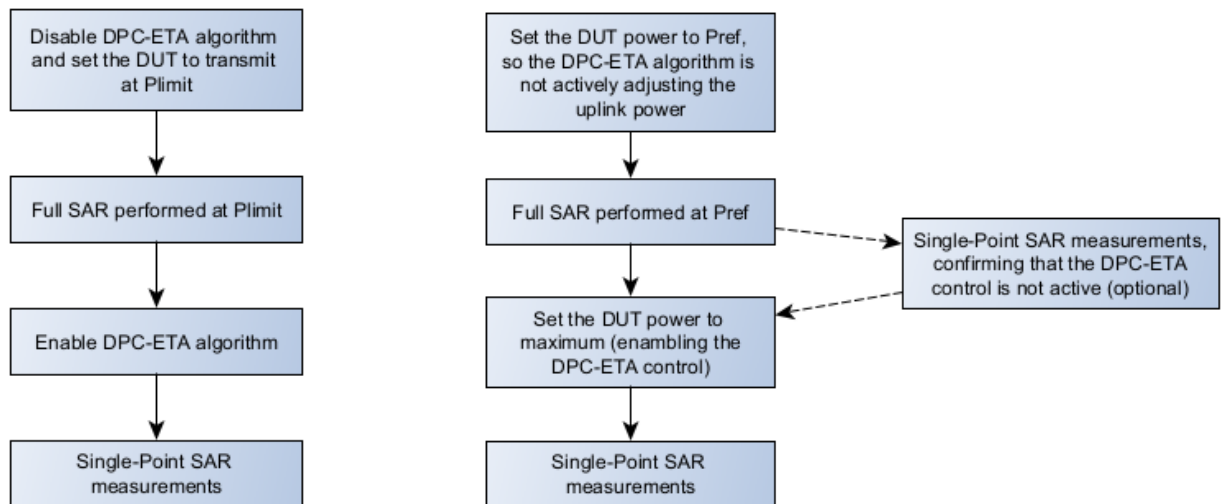 Disable DPC-ETA algorithm
and set the DUT to transmit
at Plimit
Full SAR performed at Plimit
Enable DPC-ETA algorithm
Single-Point SAR
measurements
Set the DUT power to Pref,
so the DPC-ETA algorithm is
not actively adjusting the
uplink power
Full SAR performed at Pref
Single-Point SAR measurements,
confirming that the DPC-ETA
control is not active (optional)
Set the DUT power to
maximum (enambling the
DPC-ETA control)
Single-Point SAR
measurements